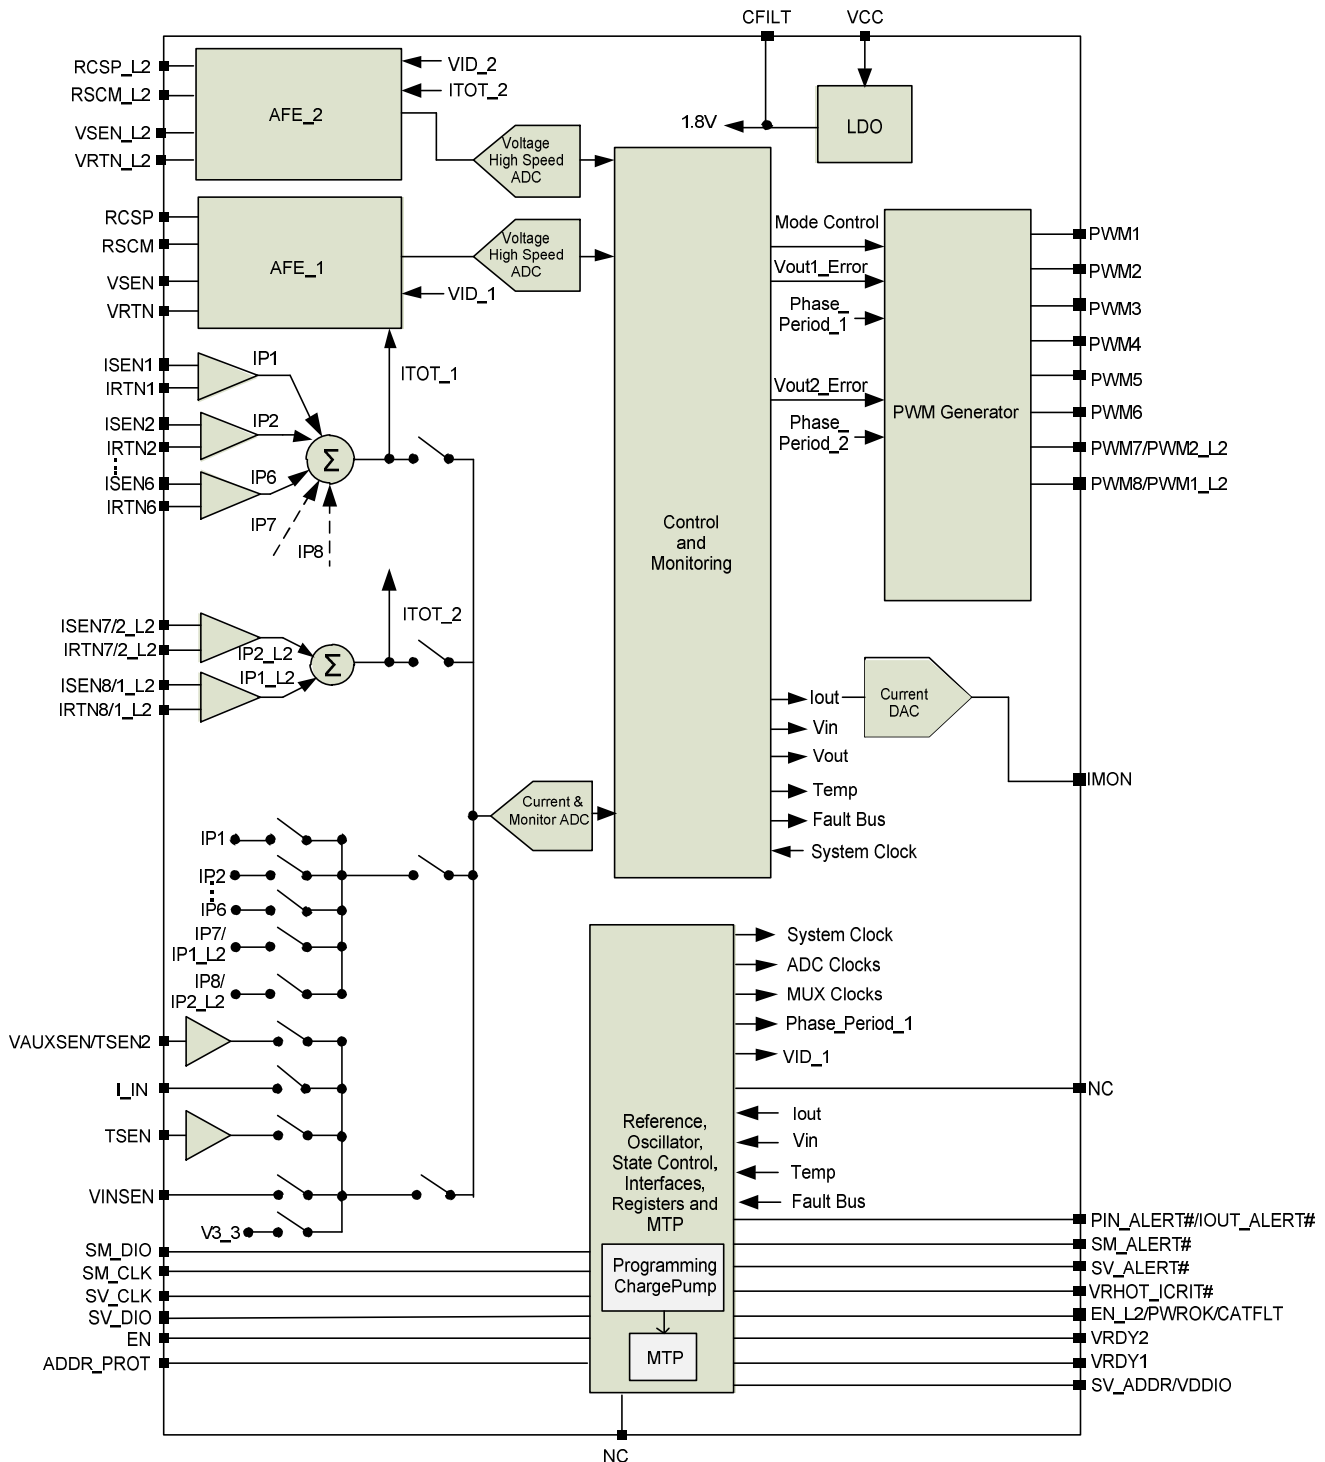 CFILT
VCC
RCSP_L2
RSCM_L2
VSEN_L2
VRTN_L2
AFE_2
VID_2
ITOT_2
Voltage
High Speed
ADC
1.8V
LDO
RCSP
RSCM
VSEN
VRTN
AFE_1
VID_1
Voltage
High Speed
ADC
ISEN1
IRTN1
ISEN2
IRTN2
ISEN6
IRTN6
IP1
IP2
IP6
IP7
IP8
Σ
ITOT_1
ISEN7/2_L2
IRTN7/2_L2
ISEN8/1_L2
IRTN8/1_L2
IP2_L2
IP1_L2
Σ
ITOT_2
Control
and
Monitoring
Mode Control
Vout1_Error
Phase_
Period_1
Vout2_Error
Phase_
Period_2
PWM Generator
PWM1
PWM2
PWM3
PWM4
PWM5
PWM6
PWM7/PWM2_L2
PWM8/PWM1_L2
Iout
Vin
Vout
Temp
Fault Bus
System Clock
Current
DAC
IMON
Current &
Monitor ADC
IP1
IP2
IP6
IP7/
IP1_L2
IP8/
IP2_L2
VAUXSEN/TSEN2
I_IN
TSEN
VINSEN
V3_3
SM_DIO
SM_CLK
SV_CLK
SV_DIO
EN
ADDR_PROT
Reference,
Oscillator,
State Control,
Interfaces,
Registers and
MTP
Programming
ChargePump
MTP
System Clock
ADC Clocks
MUX Clocks
Phase_Period_1
VID_1
NC
Iout
Vin
Temp
Fault Bus
PIN_ALERT#/IOUT_ALERT#
SM_ALERT#
SV_ALERT#
VRHOT_ICRIT#
EN_L2/PWROK/CATFLT
VRDY2
VRDY1
SV_ADDR/VDDIO
NC